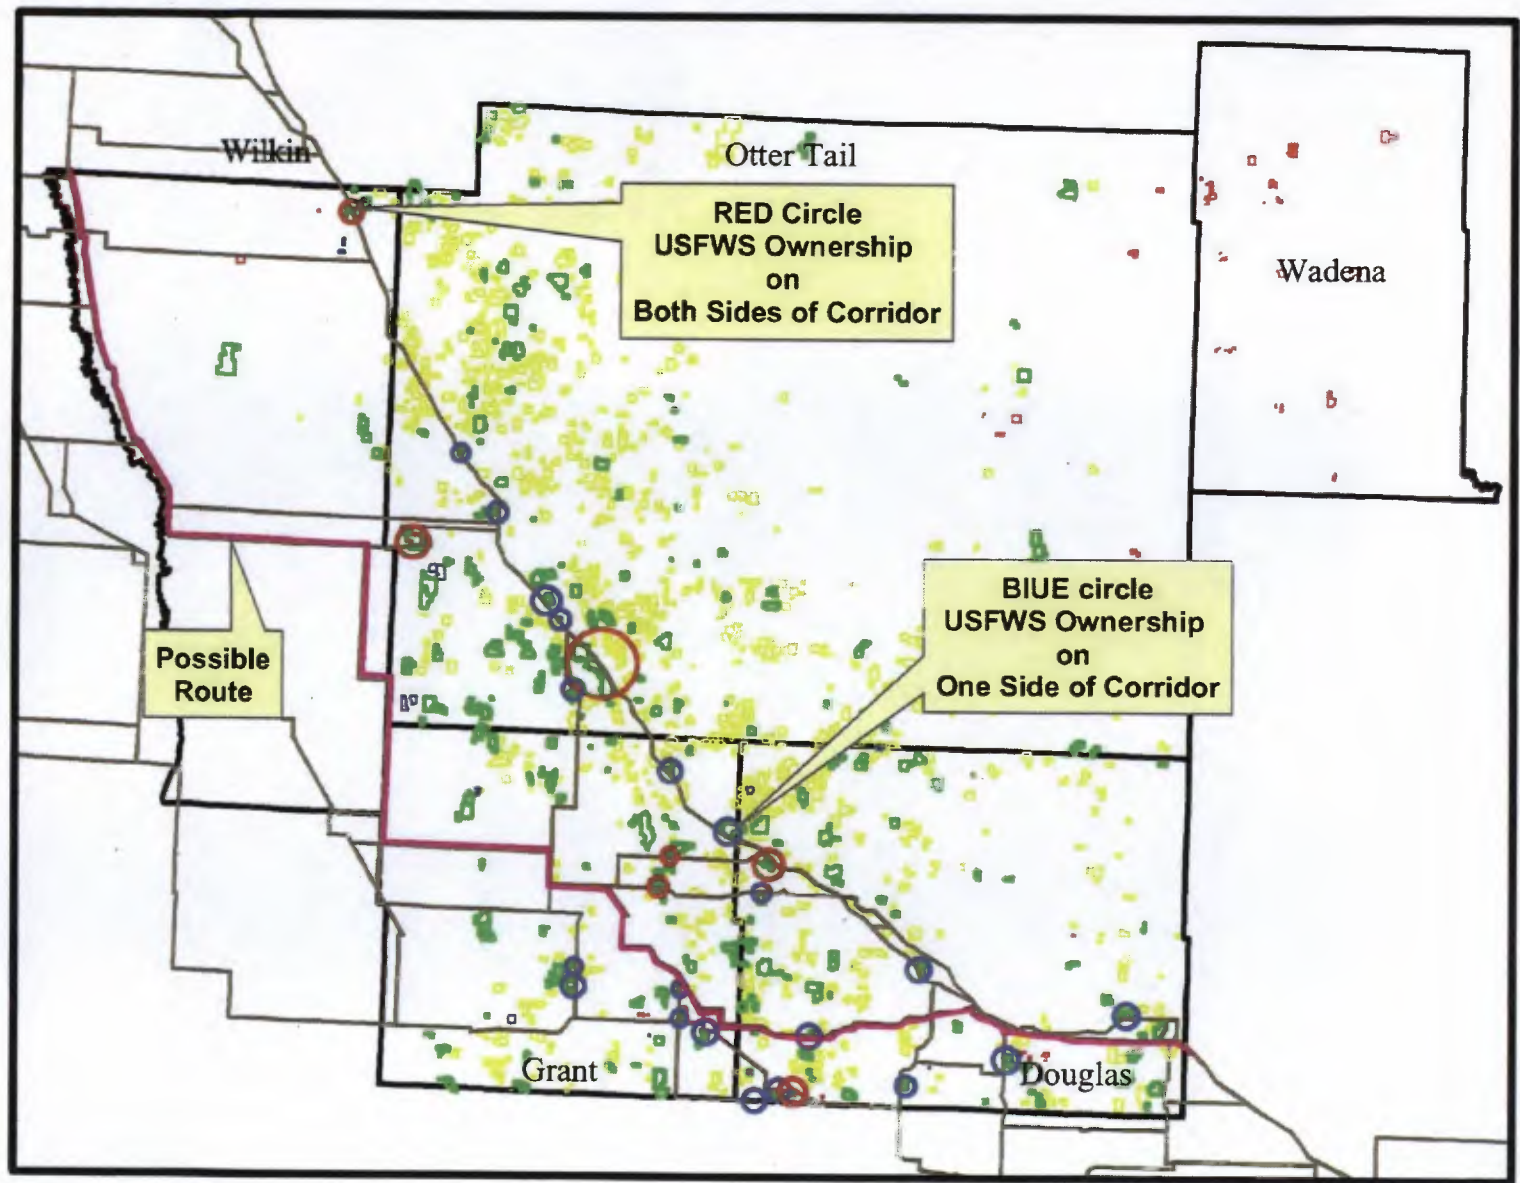 Wilkin
Otter Tail
RED Circle
USFWS Ownership
on
Both Sides of Corridor
Wadena
BlUE circle
USFWS Ownership
on
One Side of Corridor
Possible
Route
Grant
Douglas